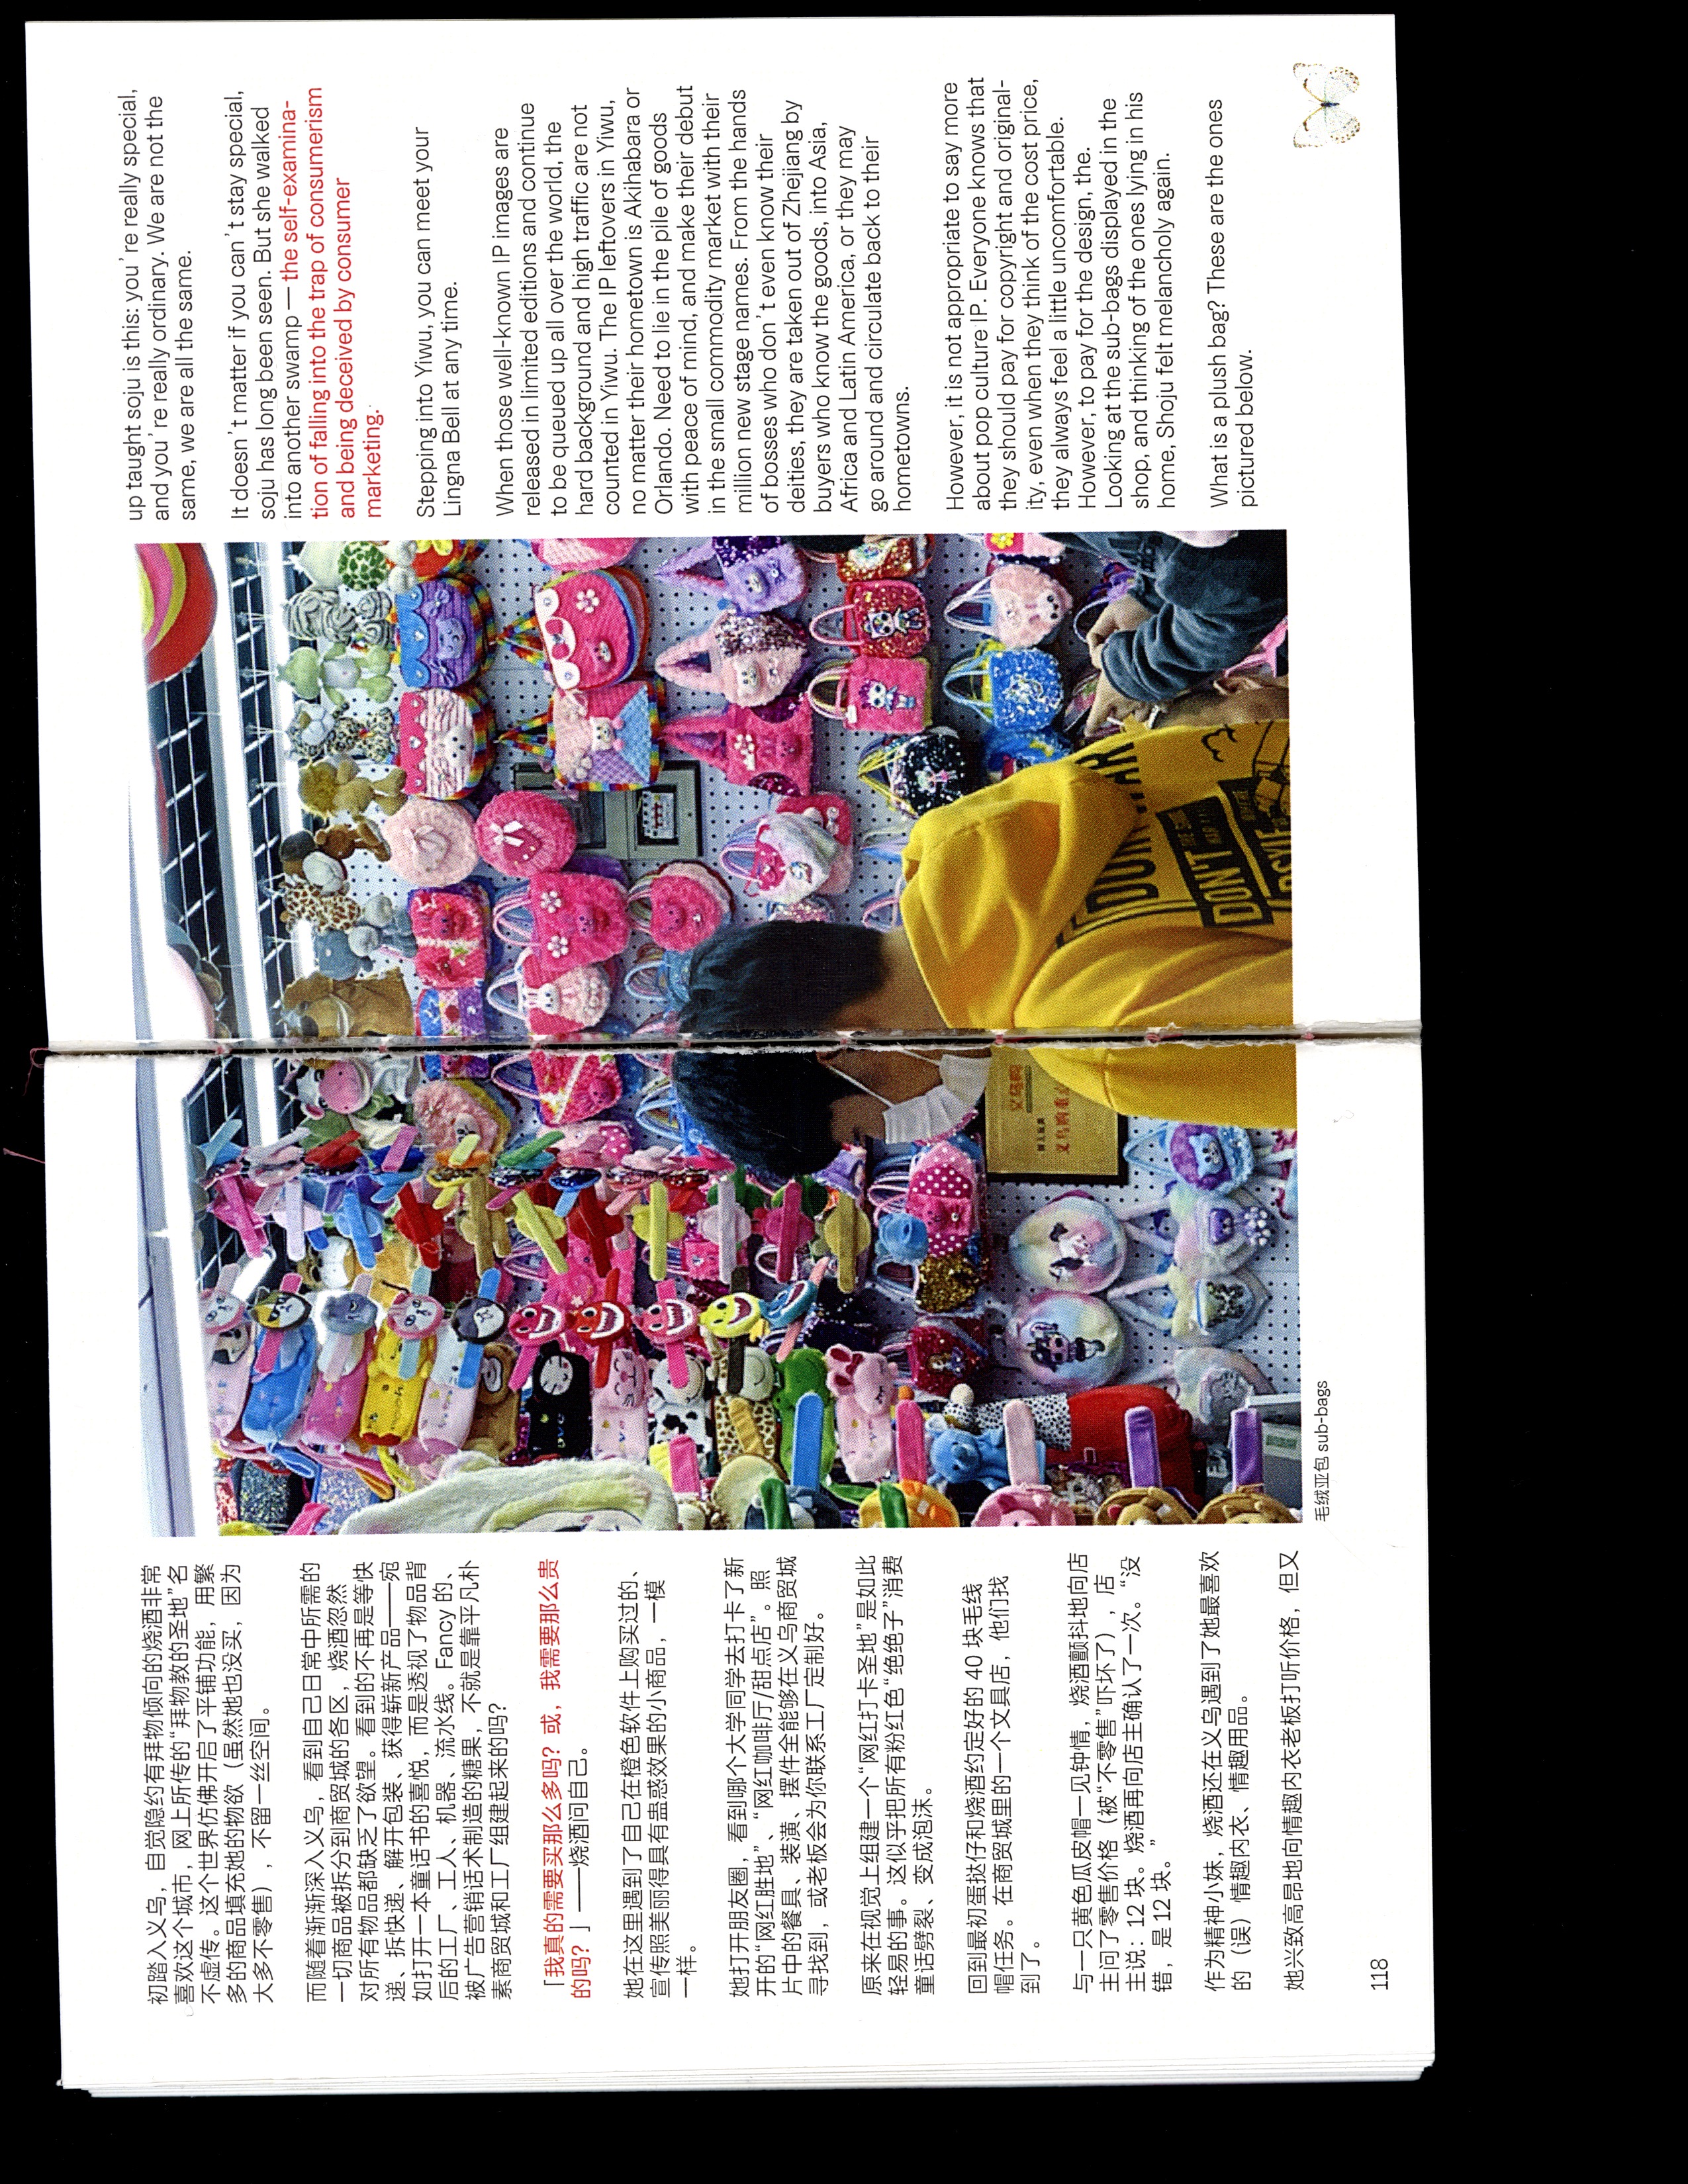 初踏入义乌，自觉隐约有拜物倾向的烧酒非常
喜欢这个城市，网上所传的“拜物教的圣地”名
不虚传。这个世界仿佛开启了平铺功能，用繁
多的商品填充她的物欲（虽然她也没买，因为
大多不零售），不留一丝空间。
而随着渐渐深入义乌，看到自己日常中所需的
一切商品被拆分到商贸城的各区，烧酒忽然
对所有物品都缺乏了欲望。看到的不再是等快
递、拆快递、解开包装、获得崭新产品——宛
如打开一本童话书的喜悦，而是透视了物品背
后的工厂、工人、机器、流水线。Fancy 的、
被广告营销话术制造的糖果，不就是靠平凡朴
素商贸城和工厂组建起来的吗？
「我真的需要买那么多吗？或，我需要那么贵
的吗？」——烧酒问自己。
她在这里遇到了自己在橙色软件上购买过的、
宣传照美丽得具有蛊惑效果的小商品，一模
一样。
她打开朋友圈，看到哪个大学同学去打卡了新
开的“网红胜地”、“网红咖啡厅/甜点店”。照
片中的餐具、装潢、摆件全能够在义乌商贸城
寻找到，或老板会为你联系工厂定制好。
原来在视觉上组建一个“网红打卡圣地”是如此
轻易的事。这似乎把所有粉红色“绝绝子”消费
童话劈裂、变成泡沫。
回到最初蛋挞仔和烧酒约定好的 40 块毛线
帽任务。在商贸城里的一个文具店，他们找
到了。
与一只黄色瓜皮帽一见钟情，烧酒颤抖地向店
主问了零售价格（被“不零售”吓坏了），店
主说：12 块。烧酒再向店主确认了一次。“没
错，是 12 块。”
作为精神小妹，烧酒还在义乌遇到了她最喜欢
的（误）情趣内衣、情趣用品。
她兴致高昂地向情趣内衣老板打听价格，但又
118
义乌购
义乌购重点
DON'T
毛绒亚包 sub-bags
up taught soju is this: you’re really special,
and you’re really ordinary. We are not the
same, we are all the same.
It doesn’t matter if you can’t stay special,
soju has long been seen. But she walked
into another swamp — the self-examina-
tion of falling into the trap of consumerism
and being deceived by consumer
marketing.
Stepping into Yiwu, you can meet your
Lingna Bell at any time.
When those well-known IP images are
released in limited editions and continue
to be queued up all over the world, the
hard background and high traffic are not
counted in Yiwu. The IP leftovers in Yiwu,
no matter their hometown is Akihabara or
Orlando. Need to lie in the pile of goods
with peace of mind, and make their debut
in the small commodity market with their
million new stage names. From the hands
of bosses who don’t even know their
deities, they are taken out of Zhejiang by
buyers who know the goods, into Asia,
Africa and Latin America, or they may
go around and circulate back to their
hometowns.
However, it is not appropriate to say more
about pop culture IP. Everyone knows that
they should pay for copyright and original-
ity, even when they think of the cost price,
they always feel a little uncomfortable.
However, to pay for the design, the.
Looking at the sub-bags displayed in the
shop, and thinking of the ones lying in his
home, Shoju felt melancholy again.
What is a plush bag? These are the ones
pictured below.